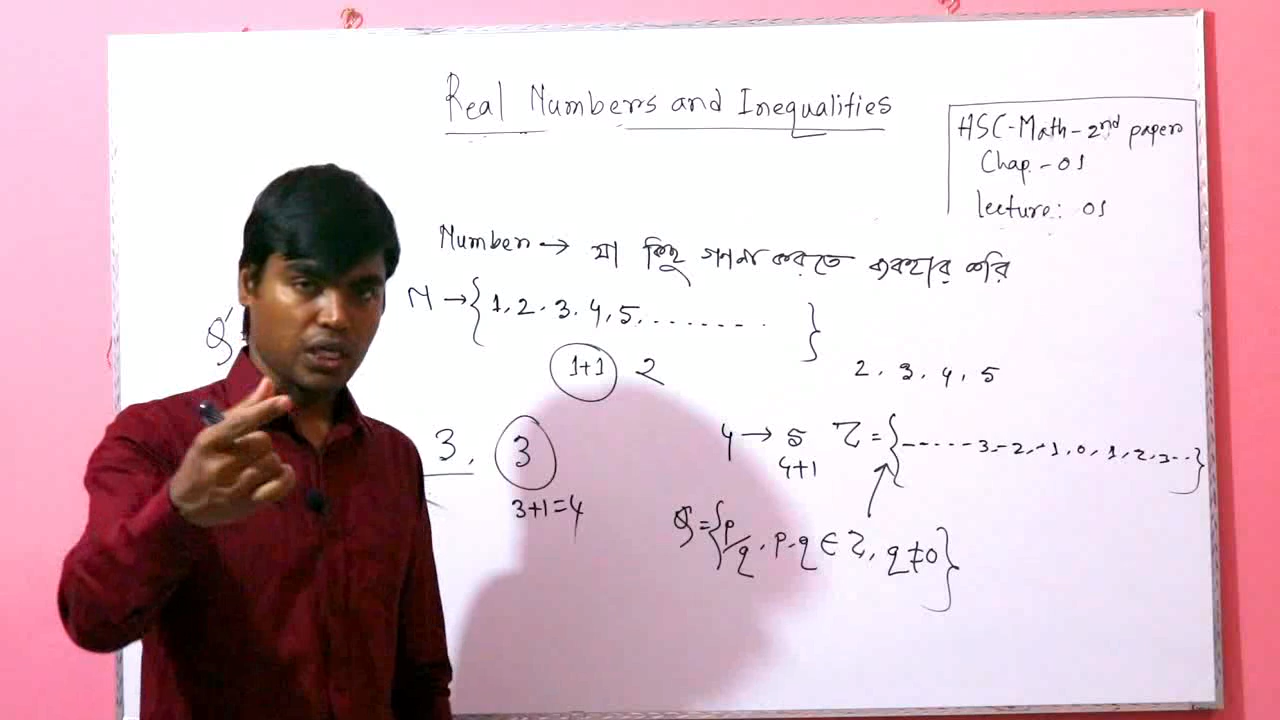 Real Numbers and Inequalities
HSC-Math-2nd paper
Chap-01
lecture: 01
Number → যা কিছু গণনা করতে ব্যবহার করি
N → {1, 2, 3, 4, 5, ........ }
1+1 2
2, 3, 4, 5
Q'
3, 3
3+1=4
4 → 5
4+1
Z = {------3,-2,-1,0,1,2,3..}
Q = {p/q, p,q ∈ Z, q≠0}